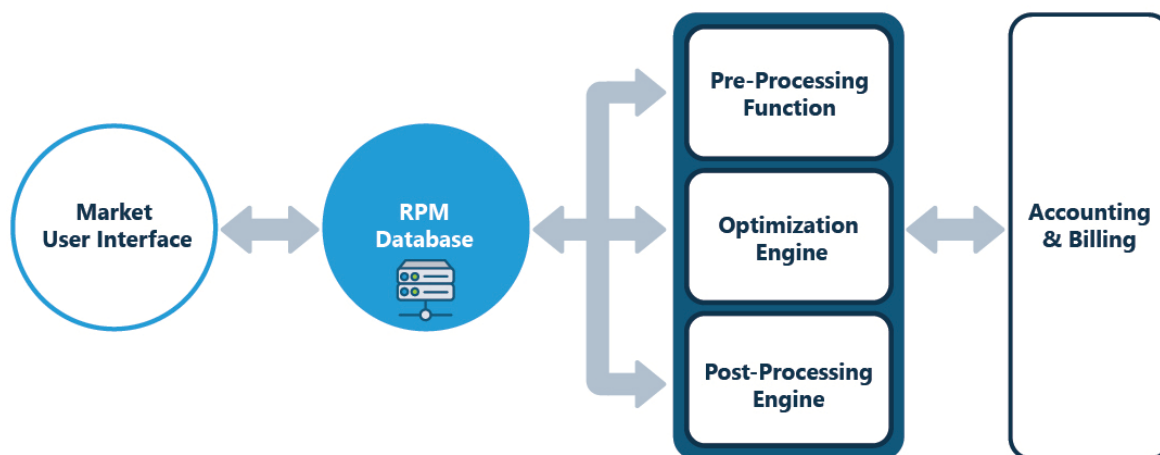 Market
User Interface
RPM
Database
Pre-Processing
Function
Optimization
Engine
Post-Processing
Engine
Accounting
& Billing